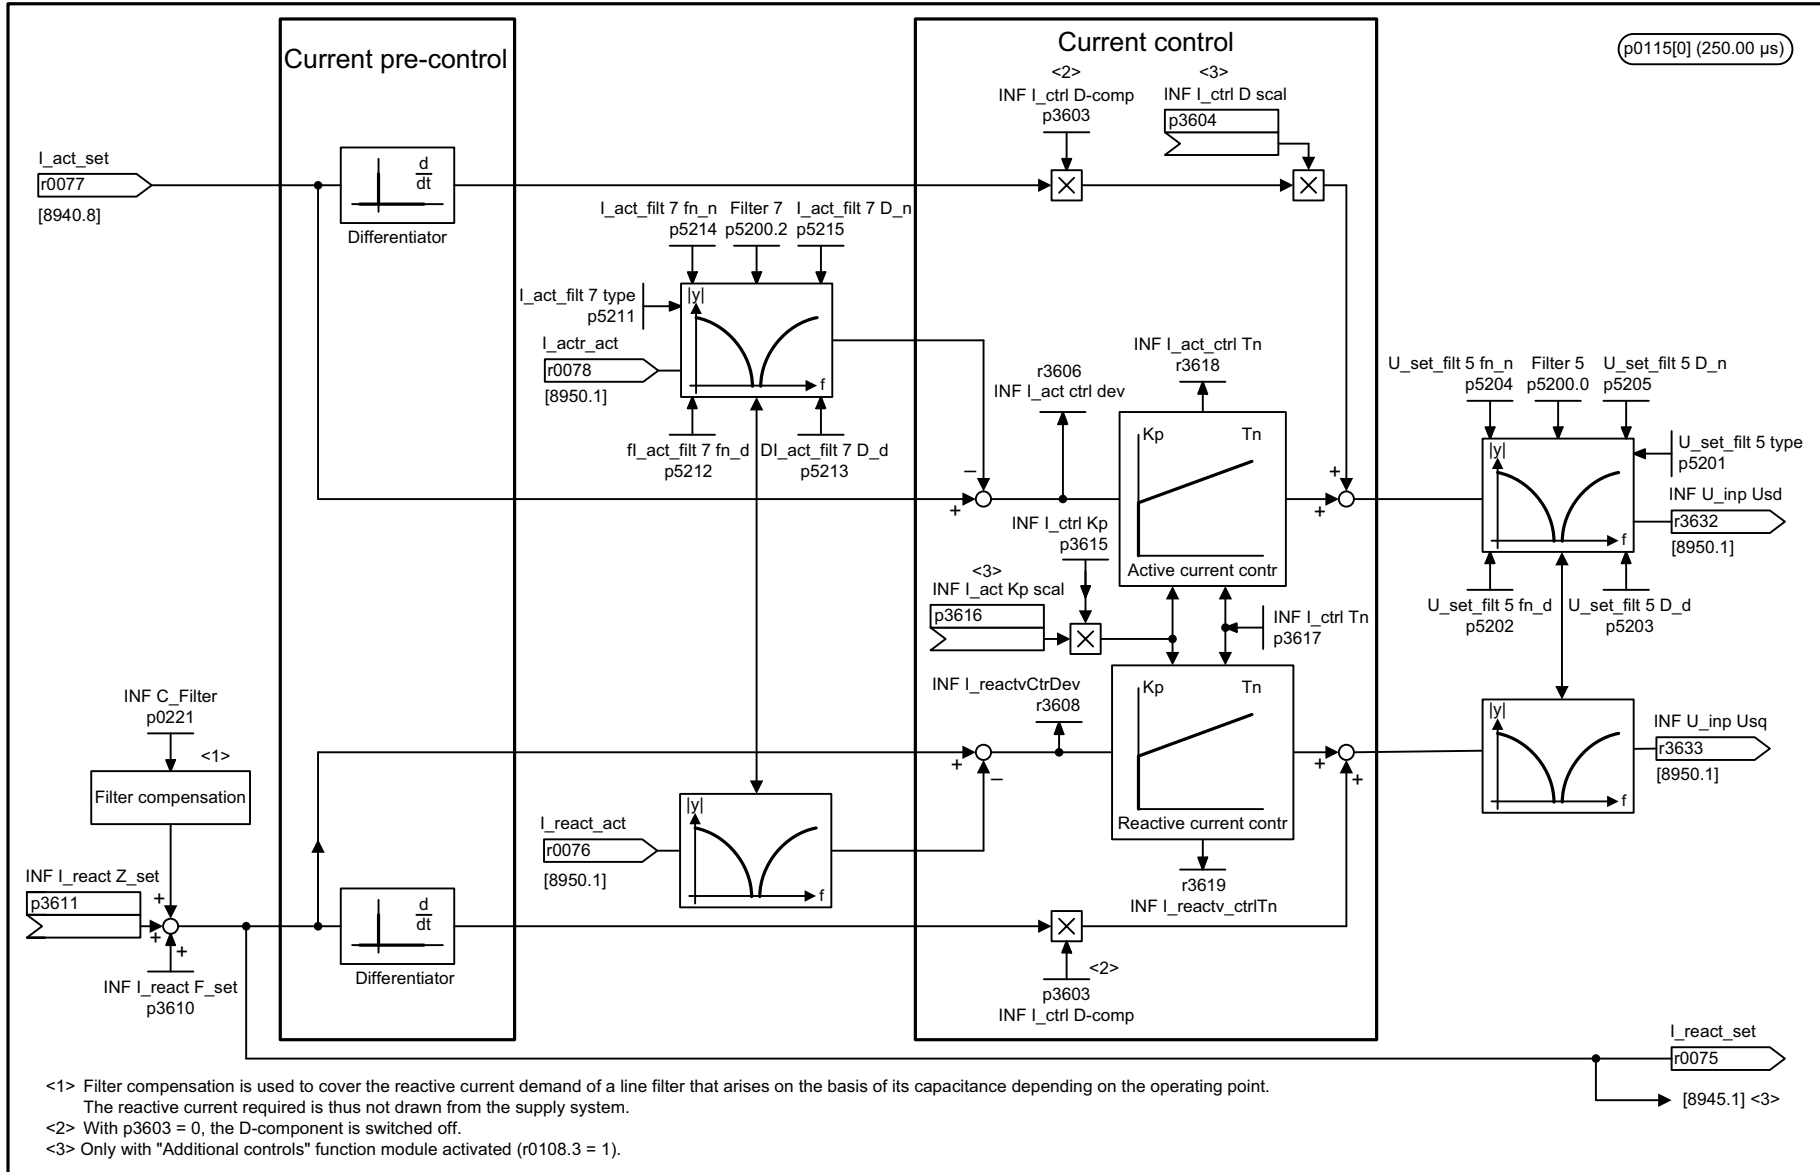 Current pre-control
Current control
p0115[0] (250.00 µs)
<2>
INF I_ctrl D-comp
p3603
<3>
INF I_ctrl D scal
p3604
I_act_set
r0077
[8940.8]
d
dt
Differentiator
I_act_filt 7 fn_n
p5214
Filter 7
p5200.2
I_act_filt 7 D_n
p5215
I_act_filt 7 type
p5211
|y|
f
I_actr_act
r0078
[8950.1]
fI_act_filt 7 fn_d
p5212
DI_act_filt 7 D_d
p5213
r3606
INF I_act ctrl dev
INF I_act_ctrl Tn
r3618
Kp
Tn
Active current contr
–
+
+
+
U_set_filt 5 fn_n
p5204
Filter 5
p5200.0
U_set_filt 5 D_n
p5205
U_set_filt 5 type
p5201
|y|
f
INF U_inp Usd
r3632
[8950.1]
U_set_filt 5 fn_d
p5202
U_set_filt 5 D_d
p5203
INF I_ctrl Kp
p3615
<3>
INF I_act Kp scal
p3616
INF I_ctrl Tn
p3617
INF I_reactvCtrDev
r3608
Kp
Tn
Reactive current contr
r3619
INF I_reactv_ctrlTn
+
–
+
+
|y|
f
INF U_inp Usq
r3633
[8950.1]
INF C_Filter
p0221
<1>
Filter compensation
I_react_act
r0076
[8950.1]
|y|
f
INF I_react Z_set
p3611
+
+
+
INF I_react F_set
p3610
d
dt
Differentiator
<2>
p3603
INF I_ctrl D-comp
I_react_set
r0075
[8945.1] <3>
<1> Filter compensation is used to cover the reactive current demand of a line filter that arises on the basis of its capacitance depending on the operating point.
The reactive current required is thus not drawn from the supply system.
<2> With p3603 = 0, the D-component is switched off.
<3> Only with "Additional controls" function module activated (r0108.3 = 1).